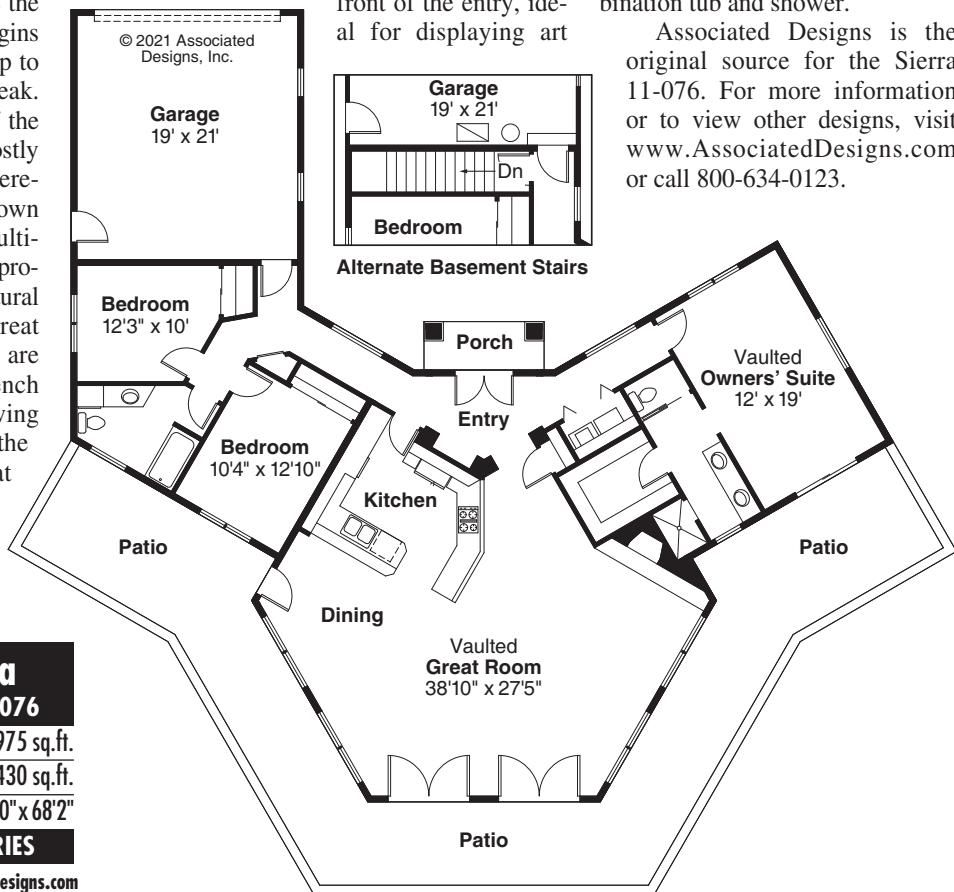 the
gins
p to
eak.
the
ostly
ere-
own
ulti-
pro-
tural
reat
are
ench
ying
the
at
front of the entry, ide-
al for displaying art
bination tub and shower.
Associated Designs is the
original source for the Sierra
11-076. For more information
or to view other designs, visit
www.AssociatedDesigns.com
or call 800-634-0123.
© 2021 Associated
Designs, Inc.
Garage
19' x 21'
Garage
19' x 21'
Dn
Bedroom
Alternate Basement Stairs
Bedroom
12'3" x 10'
Porch
Entry
Vaulted
Owners' Suite
12' x 19'
Bedroom
10'4" x 12'10"
Kitchen
Patio
Patio
Dining
Vaulted
Great Room
38'10" x 27'5"
Patio
a
076
975 sq.ft.
430 sq.ft.
0" x 68'2"
RIES
esigns.com